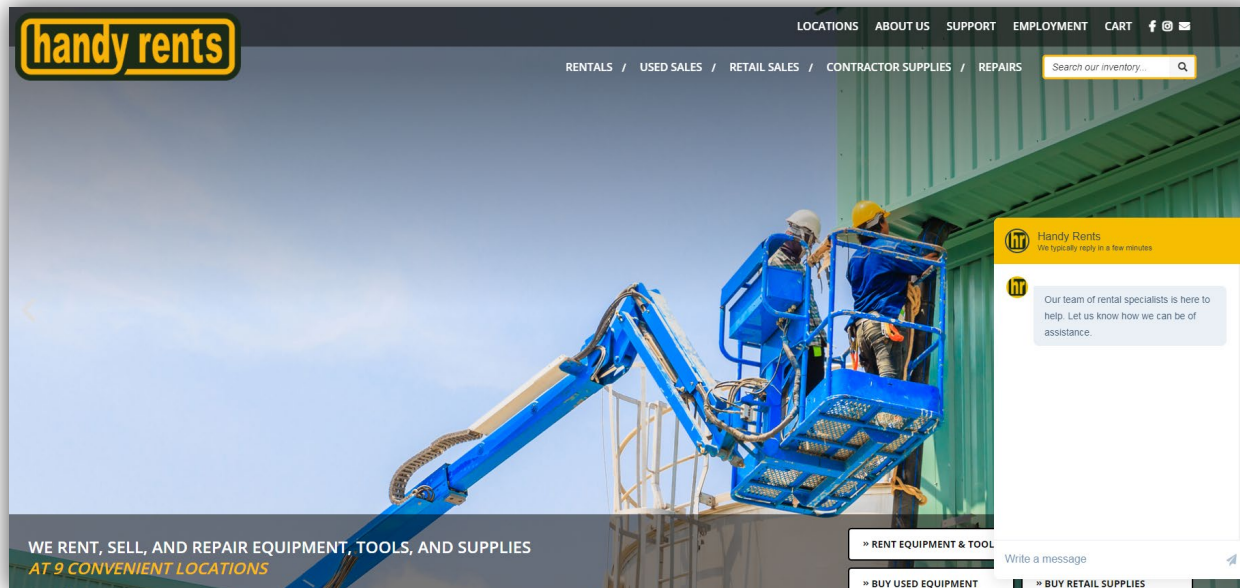 handy rents
LOCATIONS ABOUT US SUPPORT EMPLOYMENT CART
RENTALS / USED SALES / RETAIL SALES / CONTRACTOR SUPPLIES / REPAIRS
Search our inventory...
hr
Handy Rents
We typically reply in a few minutes
hr
Our team of rental specialists is here to
help. Let us know how we can be of
assistance.
WE RENT, SELL, AND REPAIR EQUIPMENT, TOOLS, AND SUPPLIES
AT 9 CONVENIENT LOCATIONS
» RENT EQUIPMENT & TOOL
» BUY USED EQUIPMENT
» BUY RETAIL SUPPLIES
Write a message